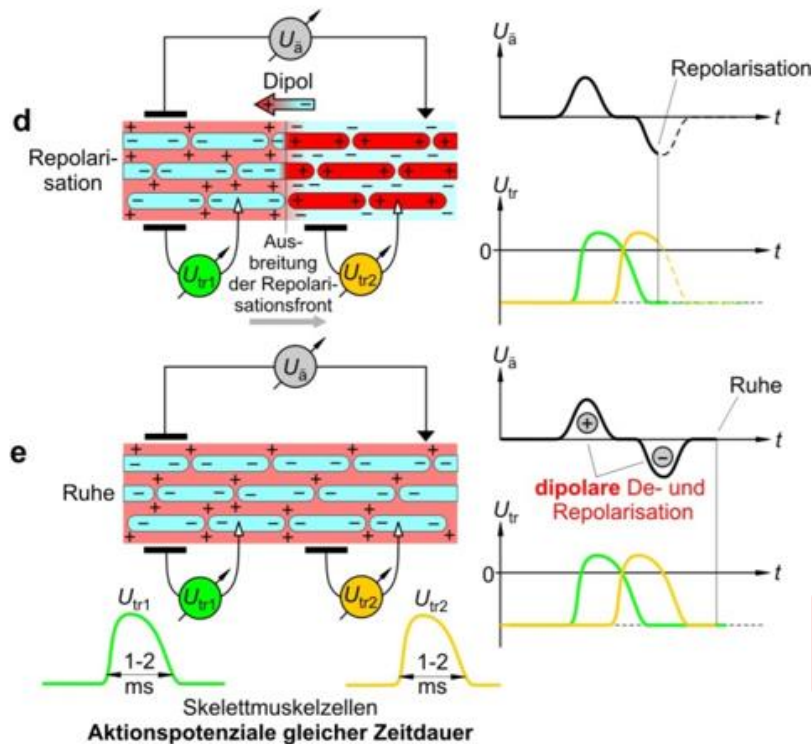 Uä
Dipol
+ −
d
Repolari-
sation
Utr1
Aus-
breitung
der Repolari-
sationsfront
Utr2
Uä
Repolarisation
t
Utr
0
t
Uä
e
Ruhe
Utr1
Utr2
Uä
Ruhe
+
−
t
dipolare De- und
Repolarisation
Utr
0
t
Utr1
1-2
ms
Utr2
1-2
ms
Skelettmuskelzellen
Aktionspotenziale gleicher Zeitdauer